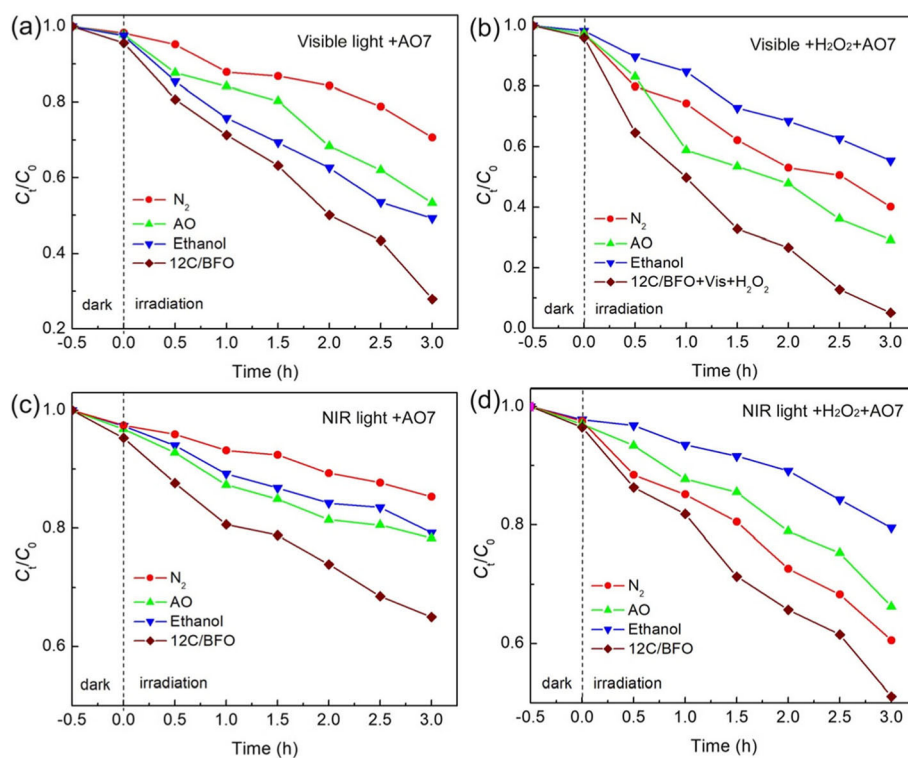 (a)
Visible light +AO7
Cₜ/C₀
1.0
0.8
0.6
0.4
0.2
N₂
AO
Ethanol
12C/BFO
dark
irradiation
-0.5 0.0 0.5 1.0 1.5 2.0 2.5 3.0
Time (h)
(b)
Visible +H₂O₂+AO7
Cₜ/C₀
1.0
0.8
0.6
0.4
0.2
0.0
N₂
AO
Ethanol
12C/BFO+Vis+H₂O₂
dark
irradiation
-0.5 0.0 0.5 1.0 1.5 2.0 2.5 3.0
Time (h)
(c)
NIR light +AO7
Cₜ/C₀
1.0
0.8
0.6
N₂
AO
Ethanol
12C/BFO
dark
irradiation
-0.5 0.0 0.5 1.0 1.5 2.0 2.5 3.0
Time (h)
(d)
NIR light +H₂O₂+AO7
Cₜ/C₀
1.0
0.8
0.6
N₂
AO
Ethanol
12C/BFO
dark
irradiation
-0.5 0.0 0.5 1.0 1.5 2.0 2.5 3.0
Time (h)